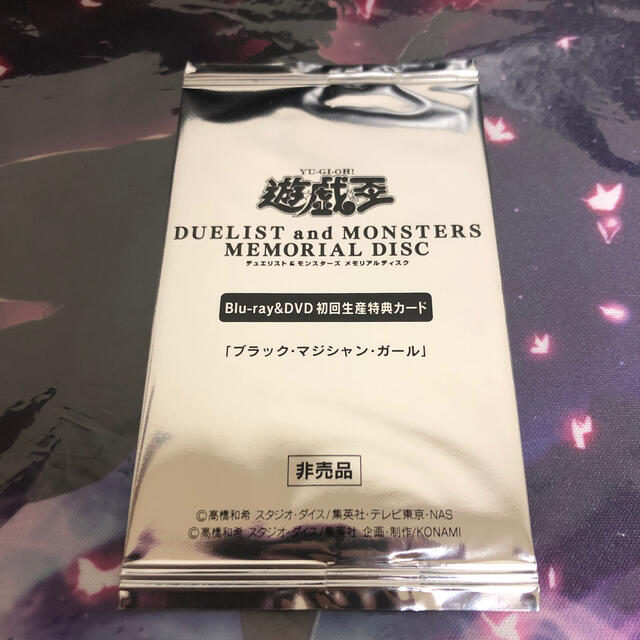 YU-GI-OH!
遊戯王
DUELIST and MONSTERS
MEMORIAL DISC
デュエリスト&モンスターズ メモリアルディスク
Blu-ray&DVD 初回生産特典カード
「ブラック・マジシャン・ガール」
非売品
©高橋和希 スタジオ・ダイス/集英社・テレビ東京・NAS
©高橋和希 スタジオ・ダイス/集英社 企画・制作/KONAMI